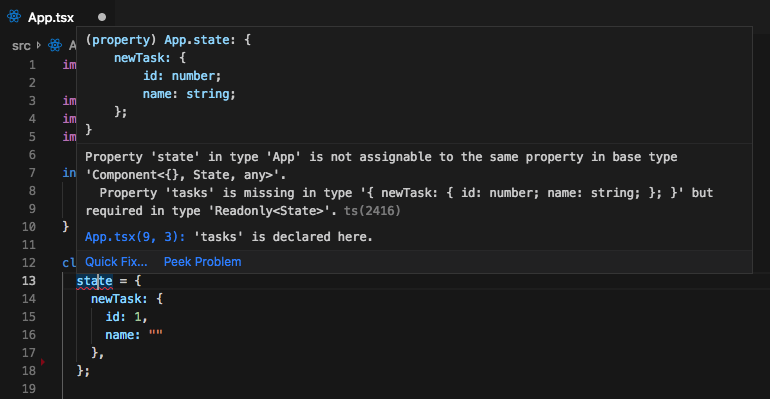 App.tsx
src
(property) App.state: {
newTask: {
id: number;
name: string;
};
}
Property 'state' in type 'App' is not assignable to the same property in base type
'Component<{}, State, any>'.
Property 'tasks' is missing in type '{ newTask: { id: number; name: string; }; }' but
required in type 'Readonly<State>'. ts(2416)
App.tsx(9, 3): 'tasks' is declared here.
Quick Fix... Peek Problem
1 im
2
3 im
4 im
5 im
6
7 in
8
9
10 }
11
12 cl
13 state = {
14 newTask: {
15 id: 1,
16 name: ""
17 },
18 };
19